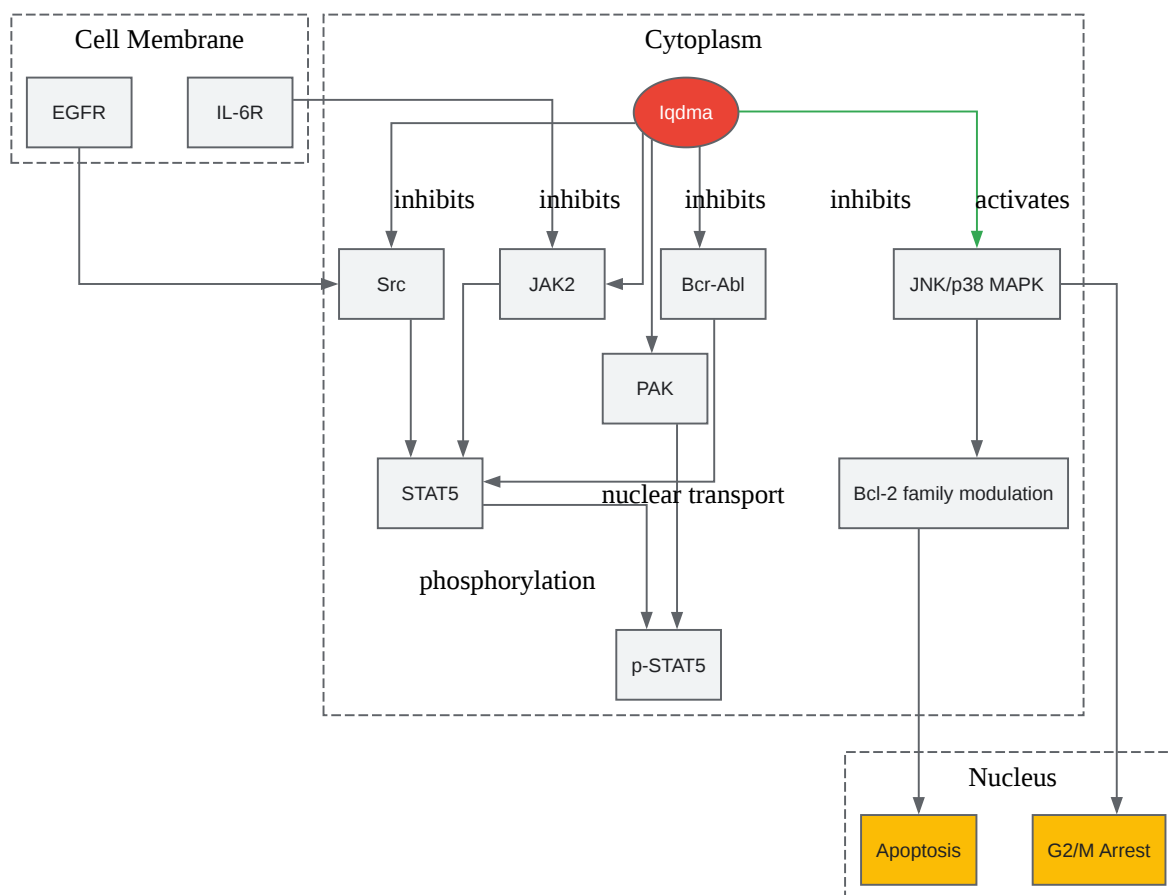 Cell Membrane
Cytoplasm
EGFR
IL-6R
Iqdma
inhibits
inhibits
inhibits
inhibits
activates
Src
JAK2
Bcr-Abl
JNK/p38 MAPK
PAK
STAT5
nuclear transport
Bcl-2 family modulation
phosphorylation
p-STAT5
Nucleus
Apoptosis
G2/M Arrest